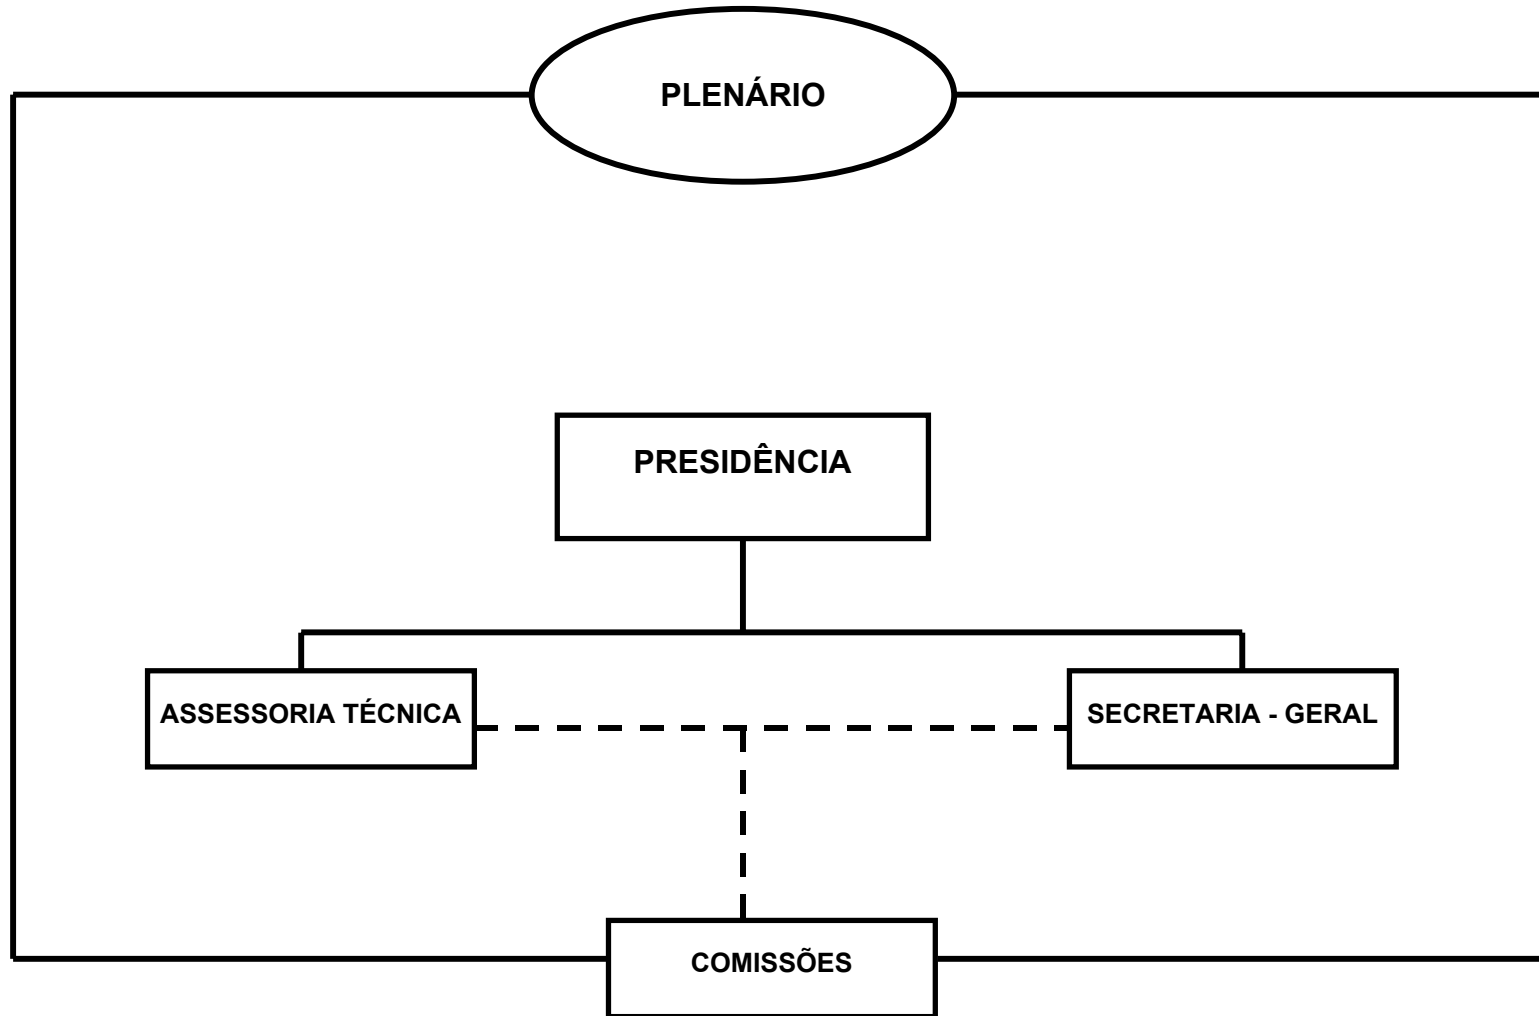 PLENÁRIO
PRESIDÊNCIA
ASSESSORIA TÉCNICA
SECRETARIA - GERAL
COMISSÕES